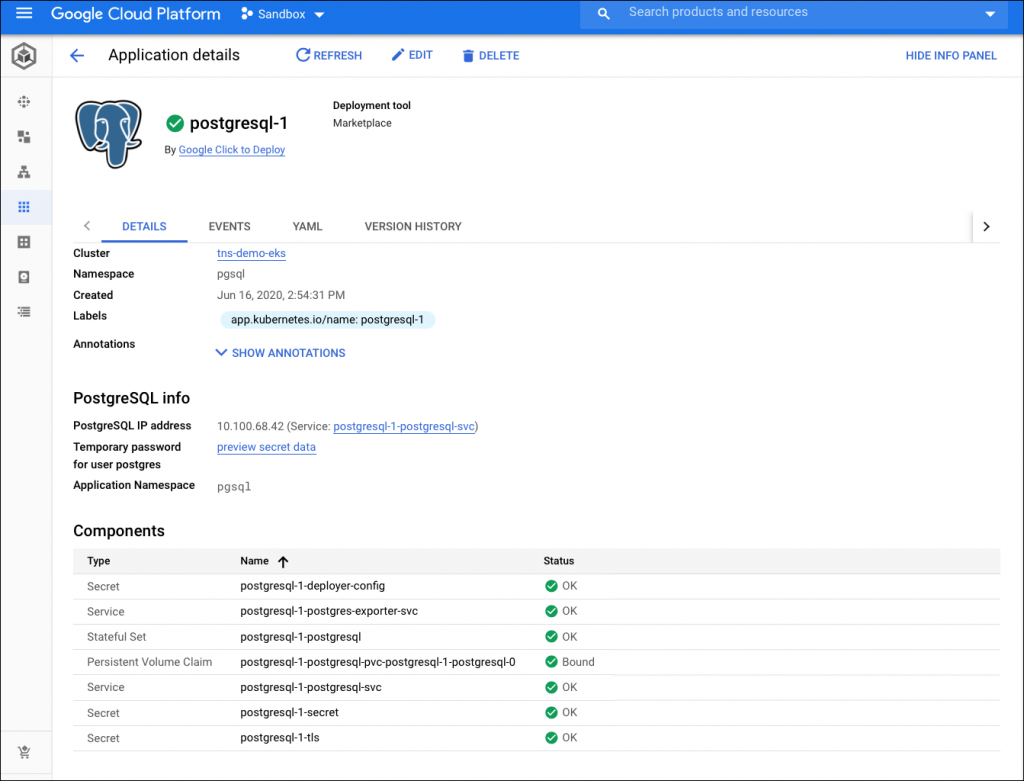 Google Cloud Platform Sandbox Search products and resources
Application details REFRESH EDIT DELETE HIDE INFO PANEL
postgresql-1
By Google Click to Deploy
Deployment tool
Marketplace
DETAILS EVENTS YAML VERSION HISTORY
Cluster tns-demo-eks
Namespace pgsql
Created Jun 16, 2020, 2:54:31 PM
Labels app.kubernetes.io/name: postgresql-1
Annotations
SHOW ANNOTATIONS
PostgreSQL info
PostgreSQL IP address 10.100.68.42 (Service: postgresql-1-postgresql-svc)
Temporary password preview secret data
for user postgres
Application Namespace pgsql
Components
Type Name Status
Secret postgresql-1-deployer-config OK
Service postgresql-1-postgres-exporter-svc OK
Stateful Set postgresql-1-postgresql OK
Persistent Volume Claim postgresql-1-postgresql-pvc-postgresql-1-postgresql-0 Bound
Service postgresql-1-postgresql-svc OK
Secret postgresql-1-secret OK
Secret postgresql-1-tls OK